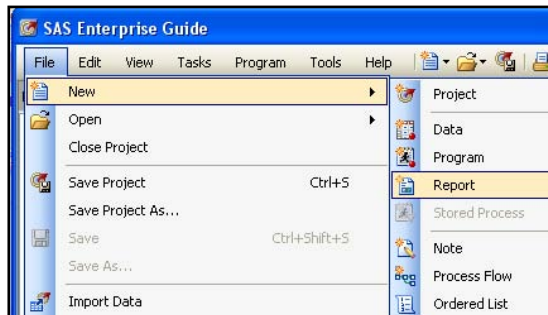 SAS Enterprise Guide
File Edit View Tasks Program Tools Help
New
Open
Close Project
Save Project Ctrl+S
Save Project As...
Save Ctrl+Shift+S
Save As...
Import Data
Project
Data
Program
Report
Stored Process
Note
Process Flow
Ordered List